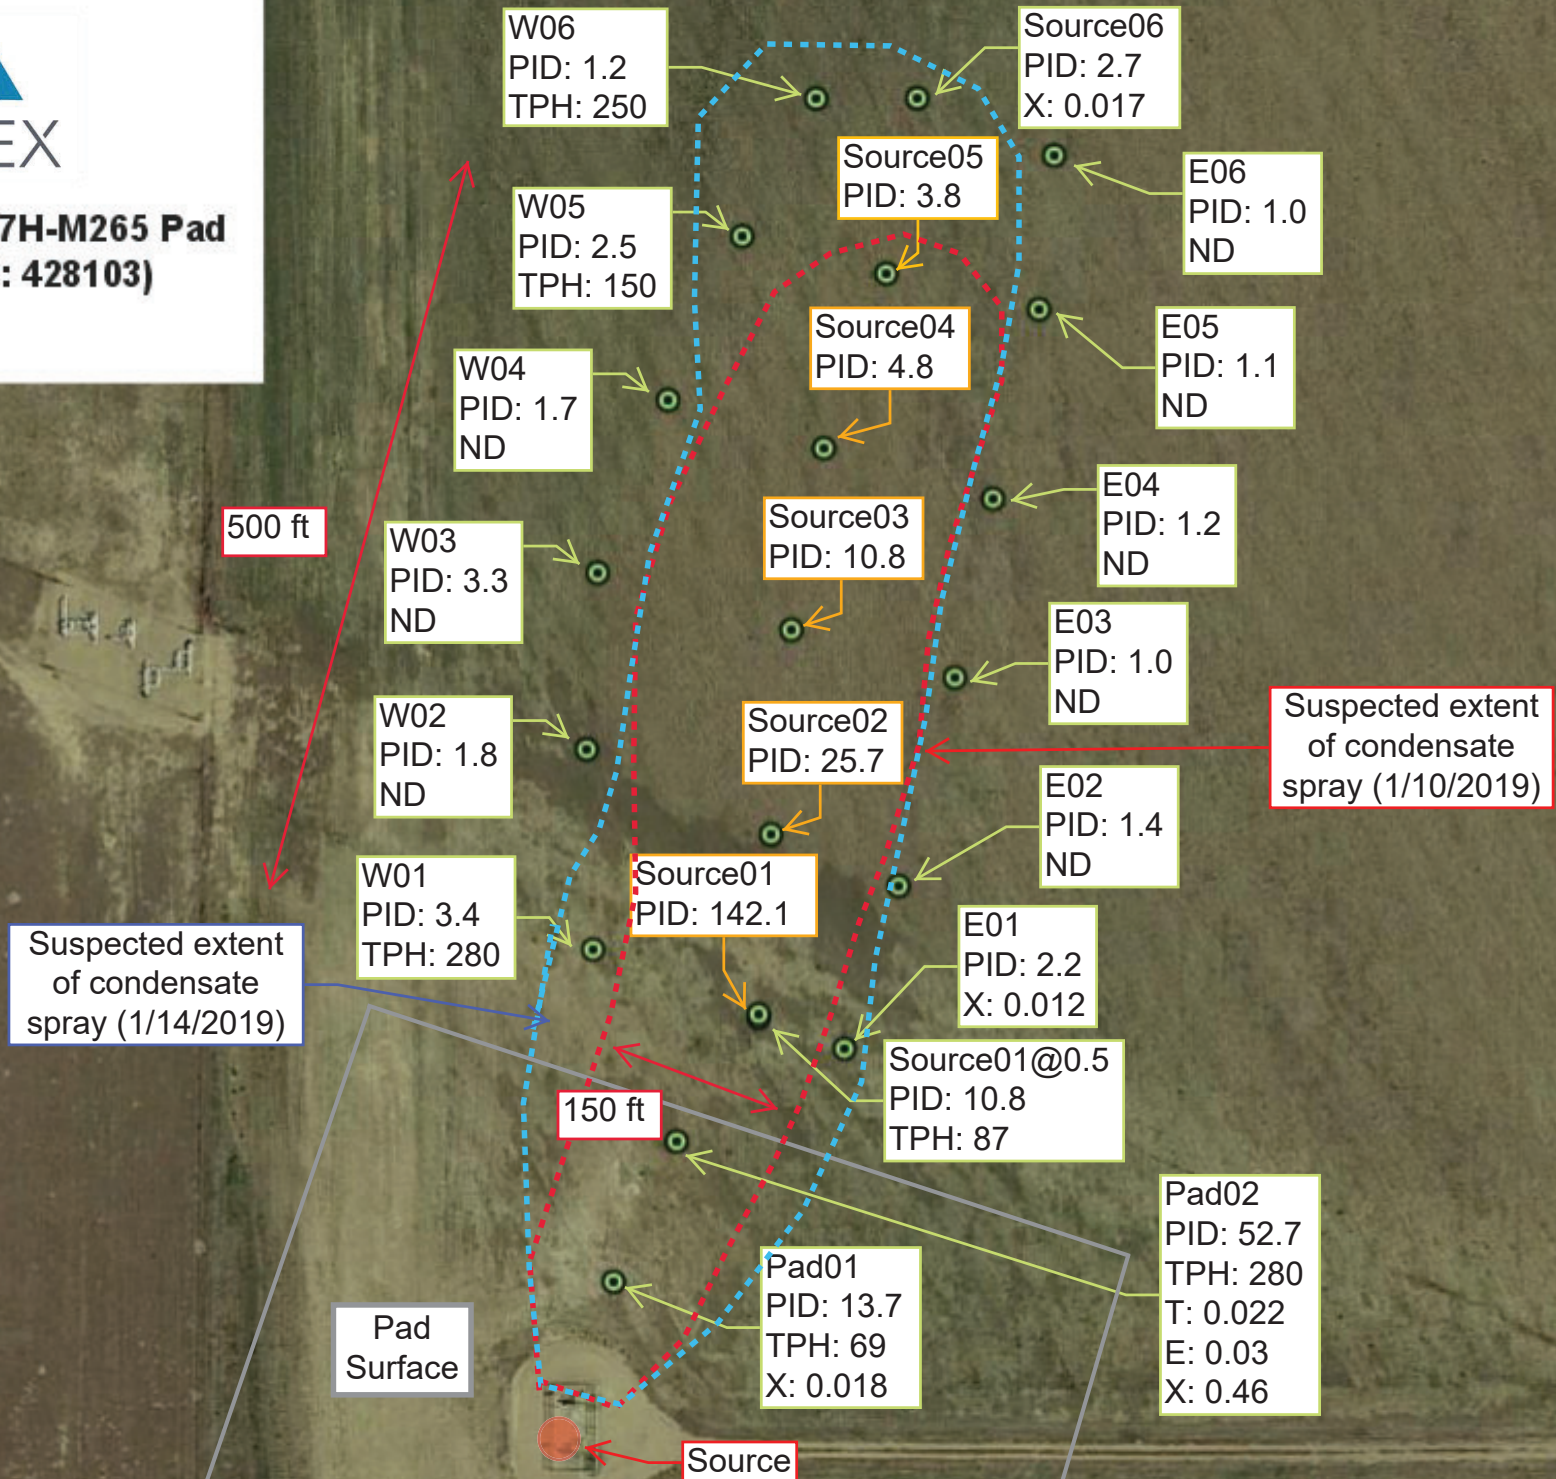 EX
7H-M265 Pad
: 428103)
W06
PID: 1.2
TPH: 250
Source06
PID: 2.7
X: 0.017
Source05
PID: 3.8
E06
PID: 1.0
ND
W05
PID: 2.5
TPH: 150
Source04
PID: 4.8
E05
PID: 1.1
ND
W04
PID: 1.7
ND
E04
PID: 1.2
ND
500 ft
W03
PID: 3.3
ND
Source03
PID: 10.8
E03
PID: 1.0
ND
W02
PID: 1.8
ND
Source02
PID: 25.7
Suspected extent
of condensate
spray (1/10/2019)
E02
PID: 1.4
ND
W01
PID: 3.4
TPH: 280
Source01
PID: 142.1
E01
PID: 2.2
X: 0.012
Suspected extent
of condensate
spray (1/14/2019)
Source01@0.5
PID: 10.8
TPH: 87
150 ft
Pad02
PID: 52.7
TPH: 280
T: 0.022
E: 0.03
X: 0.46
Pad01
PID: 13.7
TPH: 69
X: 0.018
Pad
Surface
Source